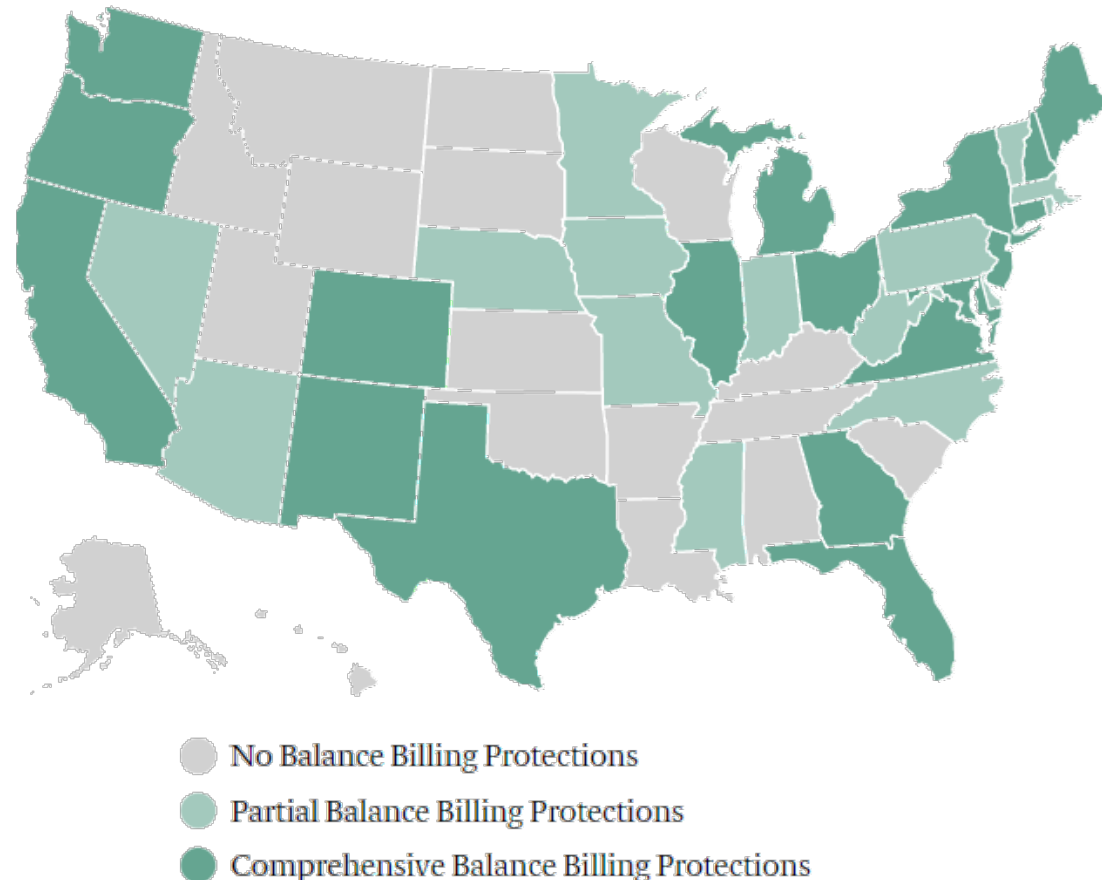 No Balance Billing Protections
Partial Balance Billing Protections
Comprehensive Balance Billing Protections